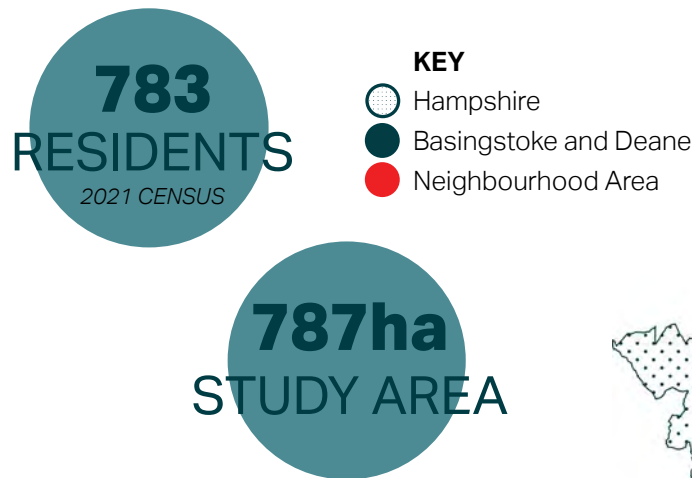 783
RESIDENTS
2021 CENSUS
KEY
Hampshire
Basingstoke and Deane
Neighbourhood Area
787ha
STUDY AREA